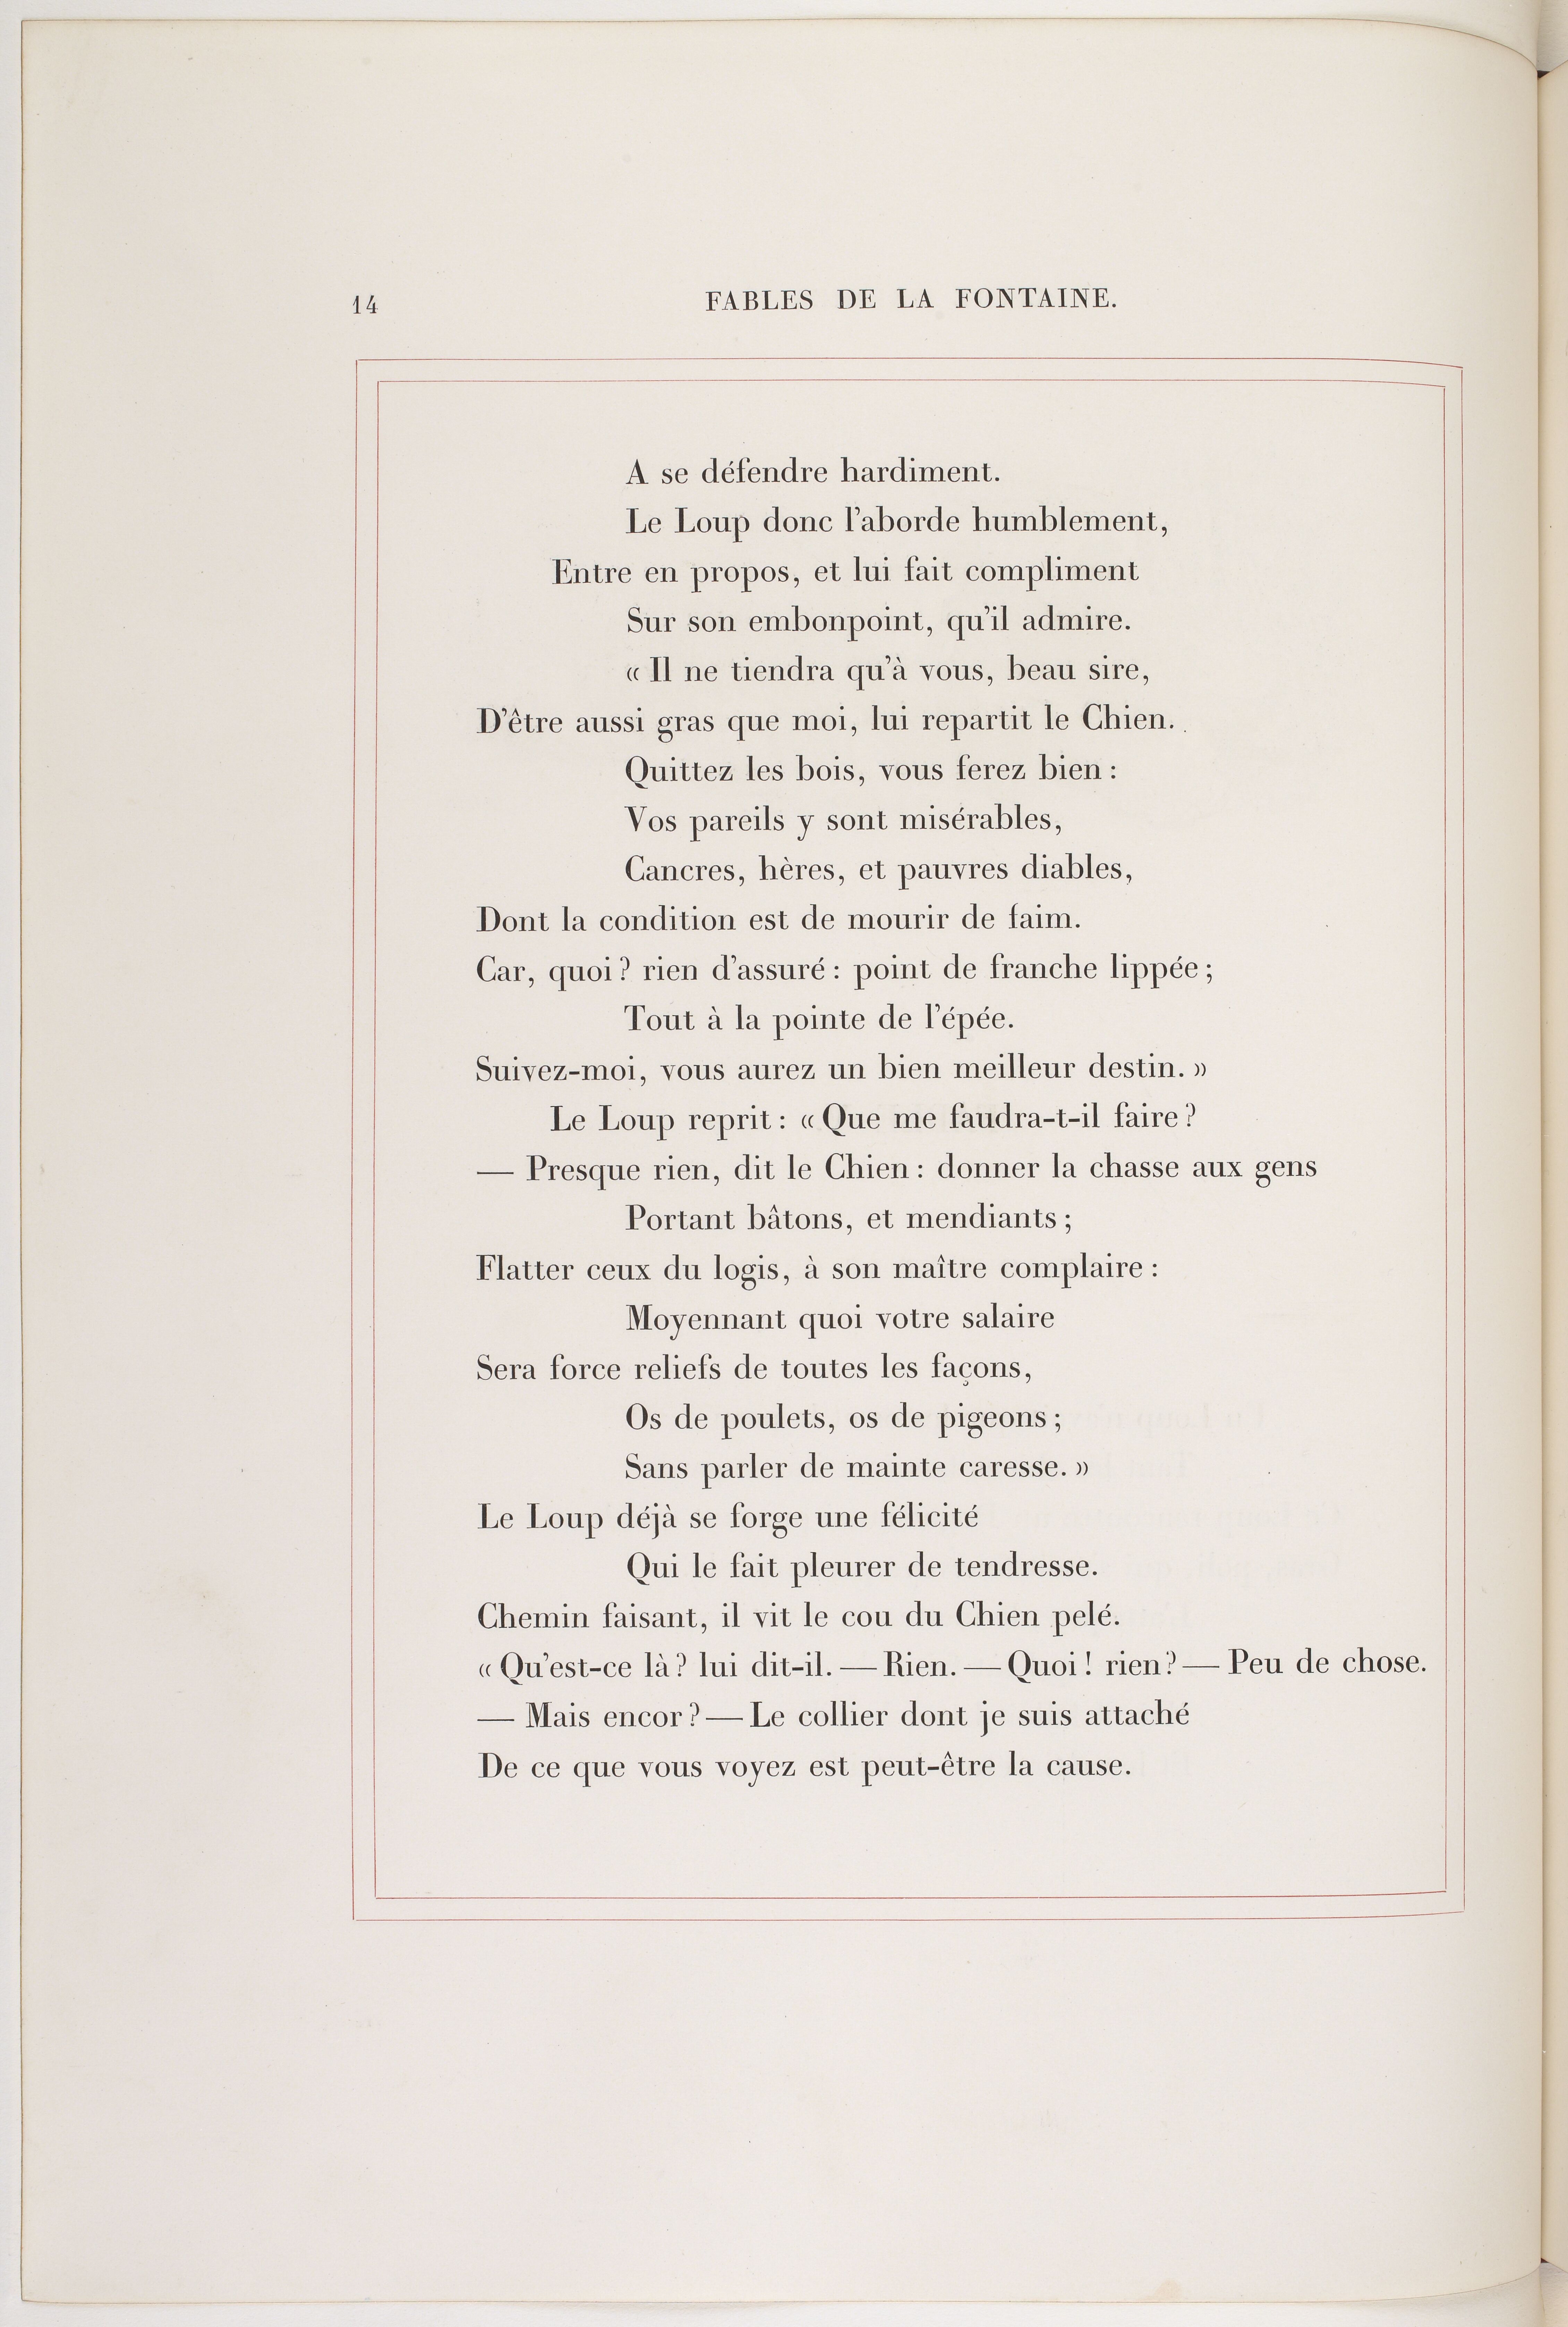 14
FABLES DE LA FONTAINE.
A se défendre hardiment.
Le Loup donc l'aborde humblement,
Entre en propos, et lui fait compliment
Sur son embonpoint, qu'il admire.
« Il ne tiendra qu'à vous, beau sire,
D'être aussi gras que moi, lui repartit le Chien.
Quittez les bois, vous ferez bien :
Vos pareils y sont misérables,
Cancres, hères, et pauvres diables,
Dont la condition est de mourir de faim.
Car, quoi ? rien d'assuré : point de franche lippée ;
Tout à la pointe de l'épée.
Suivez-moi, vous aurez un bien meilleur destin. »
Le Loup reprit : « Que me faudra-t-il faire ?
— Presque rien, dit le Chien : donner la chasse aux gens
Portant bâtons, et mendiants ;
Flatter ceux du logis, à son maître complaire :
Moyennant quoi votre salaire
Sera force reliefs de toutes les façons,
Os de poulets, os de pigeons ;
Sans parler de mainte caresse. »
Le Loup déjà se forge une félicité
Qui le fait pleurer de tendresse.
Chemin faisant, il vit le cou du Chien pelé.
« Qu'est-ce là ? lui dit-il. — Rien. — Quoi ! rien ? — Peu de chose.
— Mais encor ? — Le collier dont je suis attaché
De ce que vous voyez est peut-être la cause.